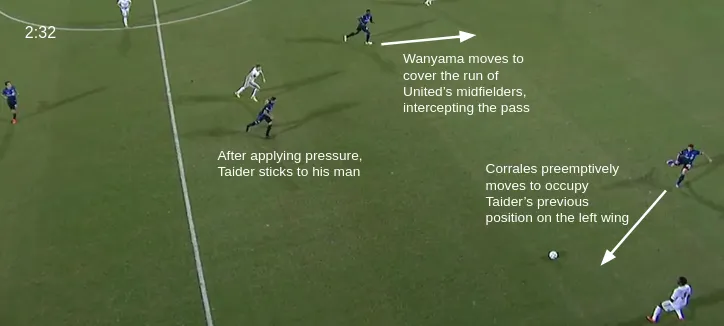 2:32
Wanyama moves to
cover the run of
United's midfielders,
intercepting the pass
After applying pressure,
Taider sticks to his man
Corrales preemptively
moves to occupy
Taider's previous
position on the left wing